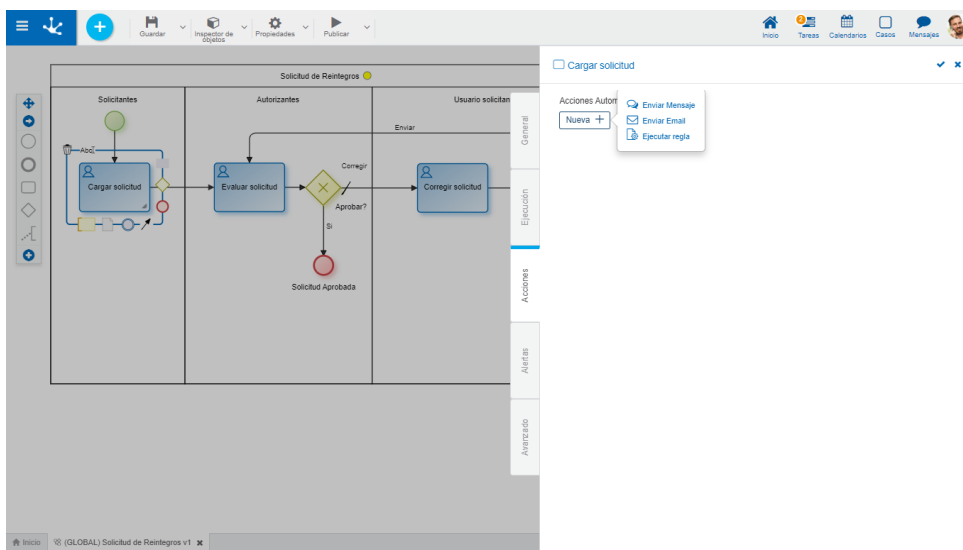 Guardar
Inspector de
objetos
Propiedades
Publicar
Inicio
2
Tareas
Calendarios
Casos
Mensajes
Solicitud de Reintegros
Solicitantes
Autorizantes
Usuario solicitan
Abc
Cargar solicitud
Evaluar solicitud
Corregir solicitud
Enviar
Corregir
Aprobar?
Si
Solicitud Aprobada
General
Ejecución
Acciones
Alertas
Avanzado
Cargar solicitud
Acciones Autom
Nueva +
Enviar Mensaje
Enviar Email
Ejecutar regla
Inicio
(GLOBAL) Solicitud de Reintegros v1